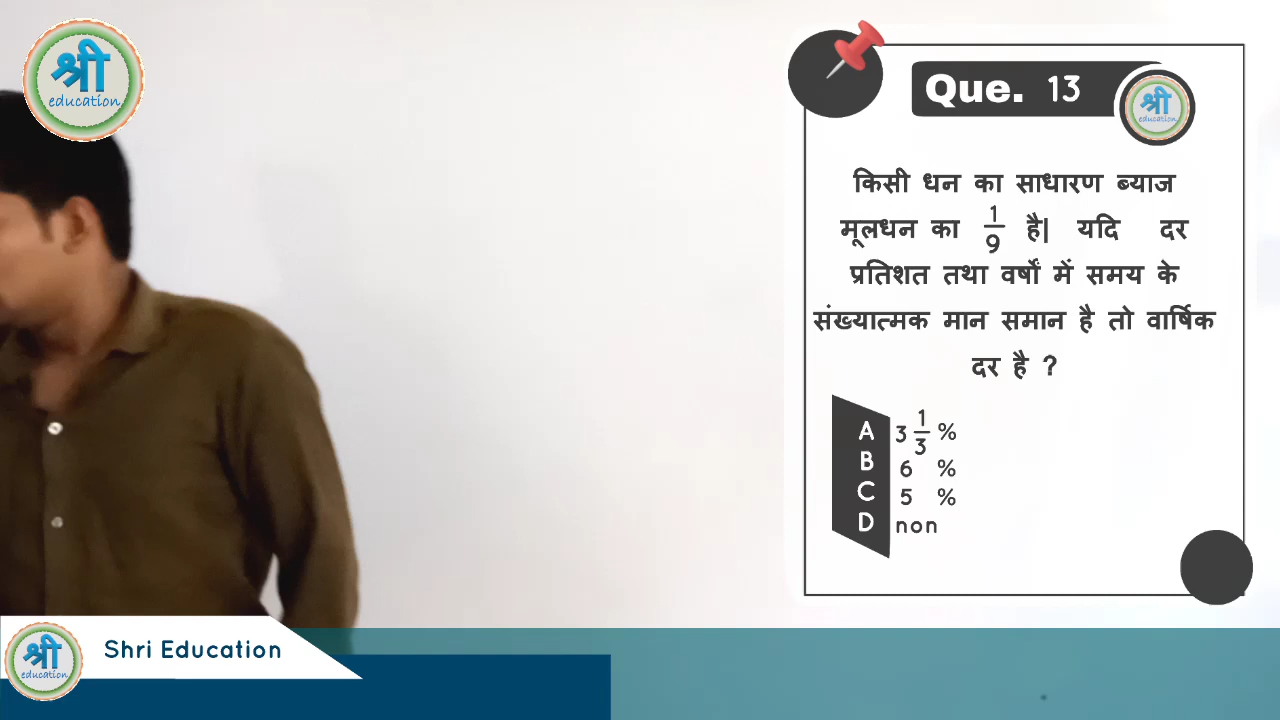 श्री
education
Que. 13
श्री
education
किसी धन का साधारण ब्याज
मूलधन का 1/9 है| यदि दर
प्रतिशत तथा वर्षों में समय के
संख्यात्मक मान समान है तो वार्षिक
दर है ?
A 3 1/3 %
B 6 %
C 5 %
D non
श्री
education
Shri Education